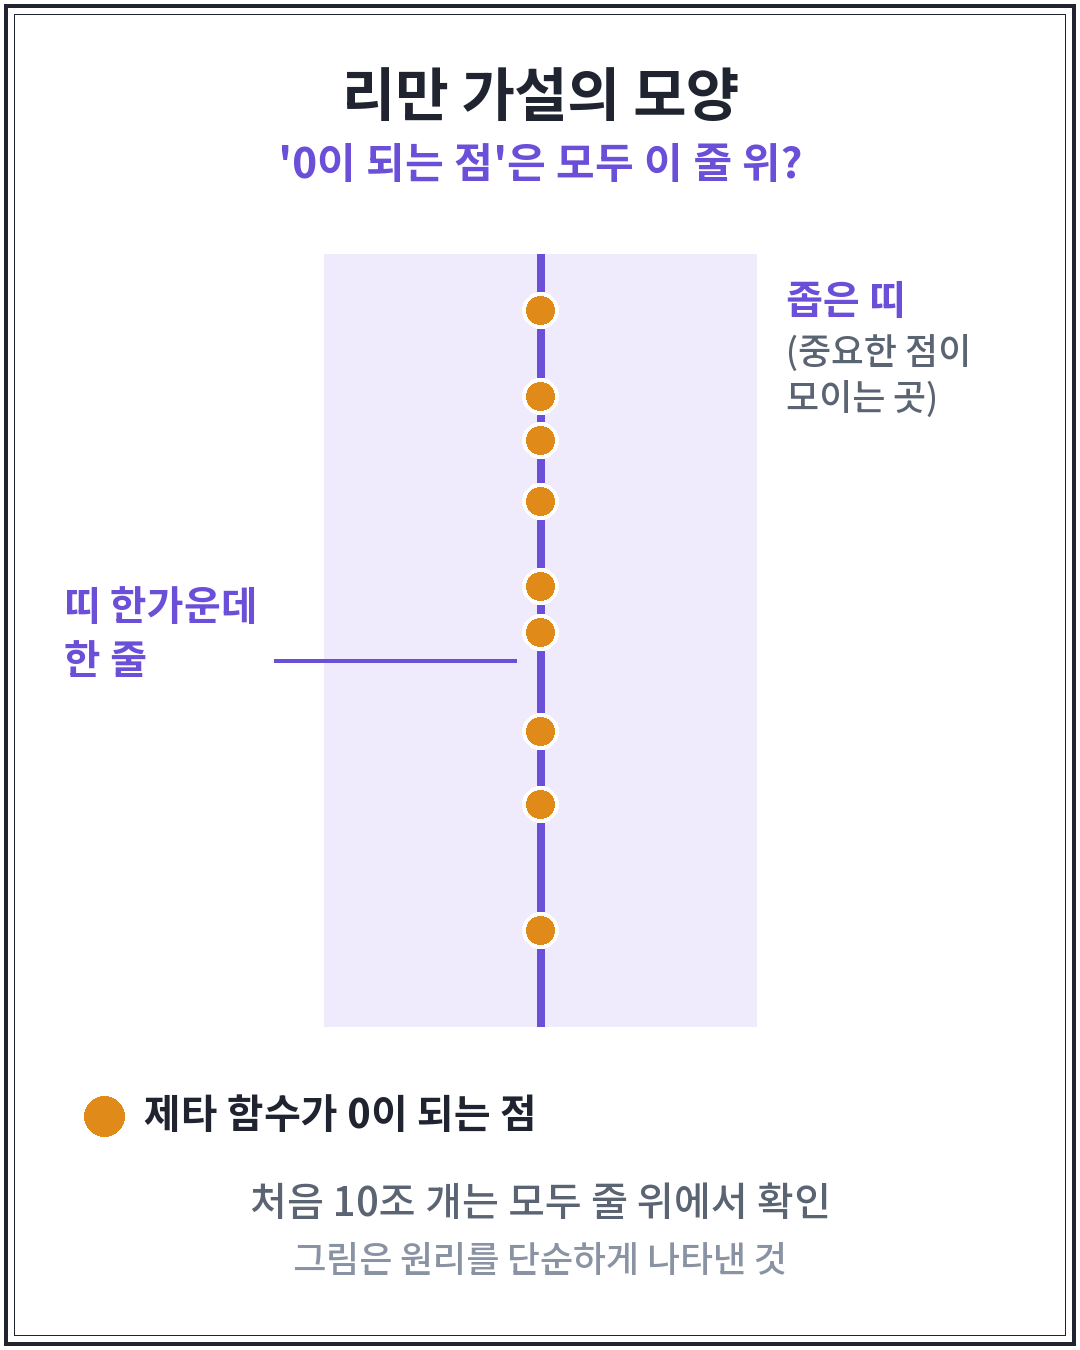 리만 가설의 모양
'0이 되는 점'은 모두 이 줄 위?
좁은 띠
(중요한 점이
모이는 곳)
띠 한가운데
한 줄
제타 함수가 0이 되는 점
처음 10조 개는 모두 줄 위에서 확인
그림은 원리를 단순하게 나타낸 것